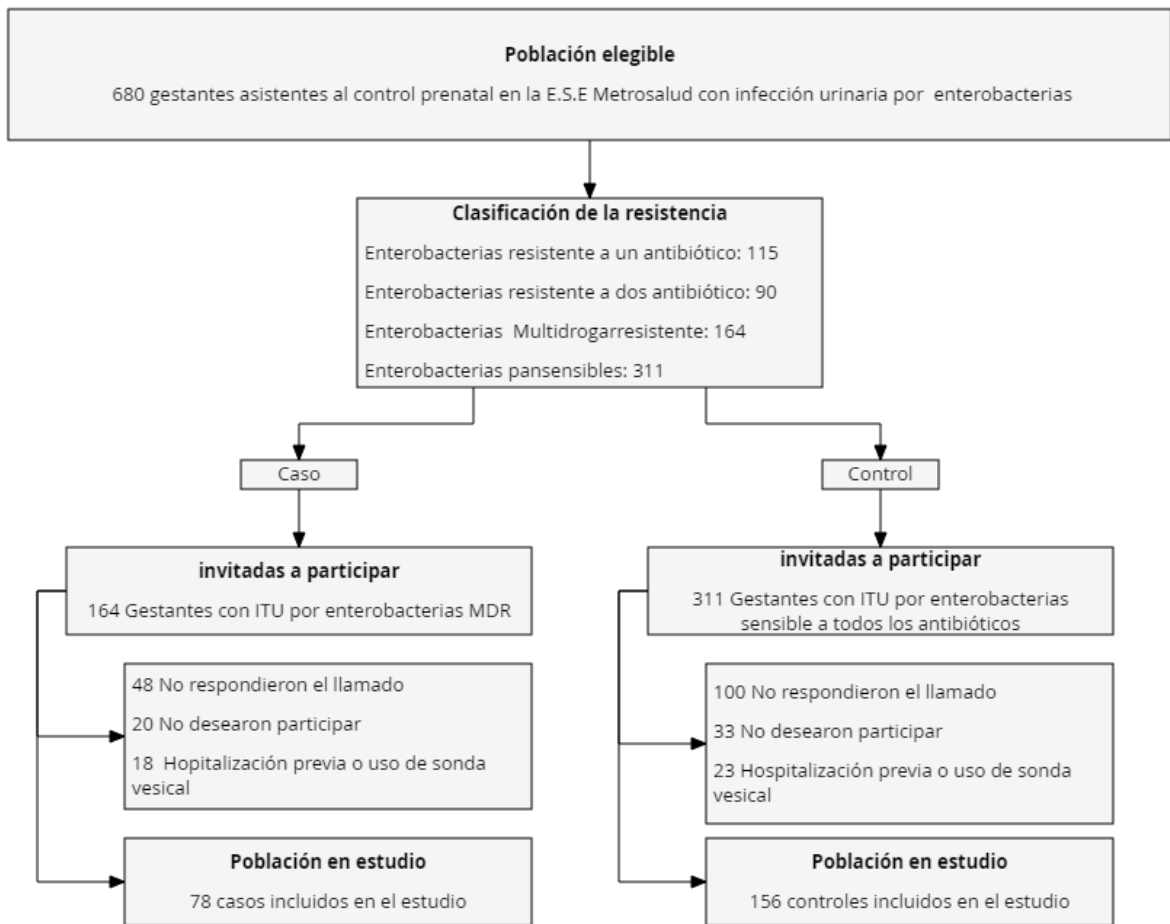 Población elegible
680 gestantes asistentes al control prenatal en la E.S.E Metrosalud con infección urinaria por enterobacterias
Clasificación de la resistencia
Enterobacterias resistente a un antibiótico: 115
Enterobacterias resistente a dos antibiótico: 90
Enterobacterias Multidrogarresistente: 164
Enterobacterias pansensibles: 311
Caso
Control
invitadas a participar
164 Gestantes con ITU por enterobacterias MDR
invitadas a participar
311 Gestantes con ITU por enterobacterias
sensible a todos los antibióticos
48 No respondieron el llamado
20 No desearon participar
18 Hopitalización previa o uso de sonda
vesical
100 No respondieron el llamado
33 No desearon participar
23 Hospitalización previa o uso de sonda
vesical
Población en estudio
78 casos incluidos en el estudio
Población en estudio
156 controles incluidos en el estudio